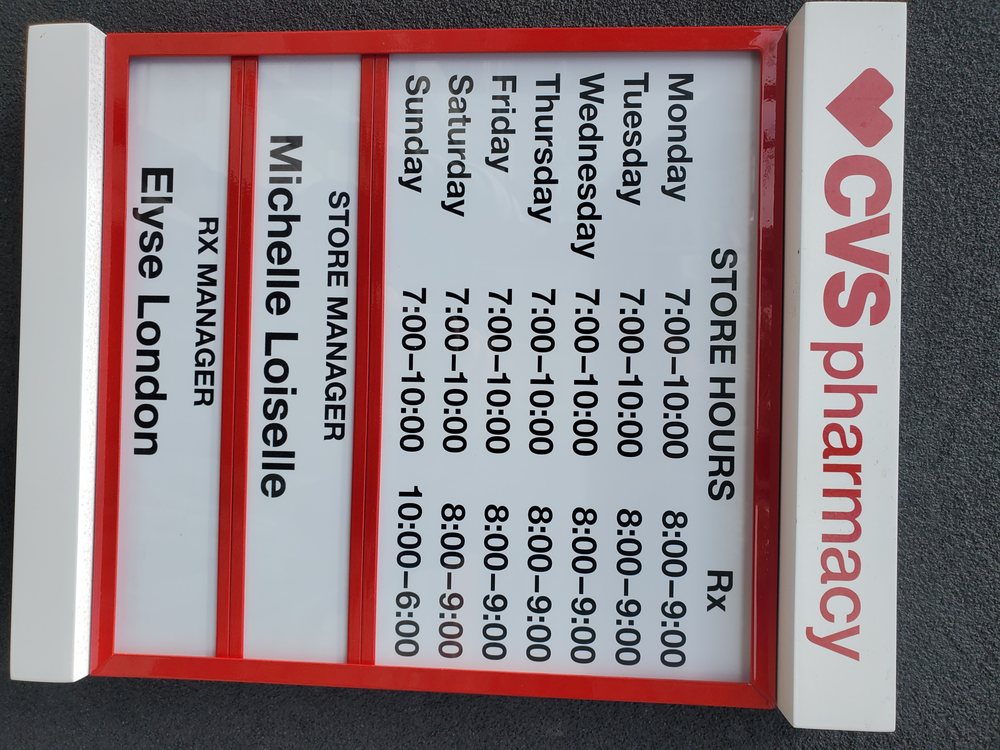 CVS pharmacy
STORE HOURS Rx
Monday 7:00–10:00 8:00–9:00
Tuesday 7:00–10:00 8:00–9:00
Wednesday 7:00–10:00 8:00–9:00
Thursday 7:00–10:00 8:00–9:00
Friday 7:00–10:00 8:00–9:00
Saturday 7:00–10:00 8:00–9:00
Sunday 7:00–10:00 10:00–6:00
STORE MANAGER
Michelle Loiselle
RX MANAGER
Elyse London